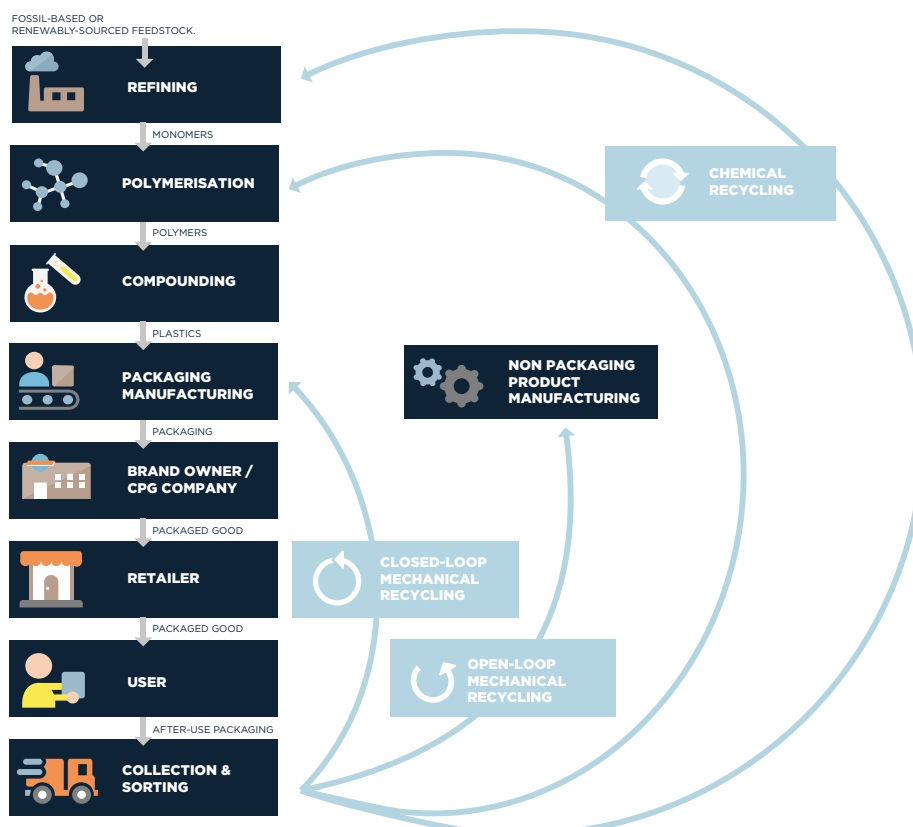 FOSSIL-BASED OR
RENEWABLY-SOURCED FEEDSTOCK.
REFINING
MONOMERS
POLYMERISATION
POLYMERS
COMPOUNDING
PLASTICS
PACKAGING
MANUFACTURING
PACKAGING
BRAND OWNER /
CPG COMPANY
PACKAGED GOOD
RETAILER
PACKAGED GOOD
USER
AFTER-USE PACKAGING
COLLECTION &
SORTING
CHEMICAL
RECYCLING
NON PACKAGING
PRODUCT
MANUFACTURING
CLOSED-LOOP
MECHANICAL
RECYCLING
OPEN-LOOP
MECHANICAL
RECYCLING